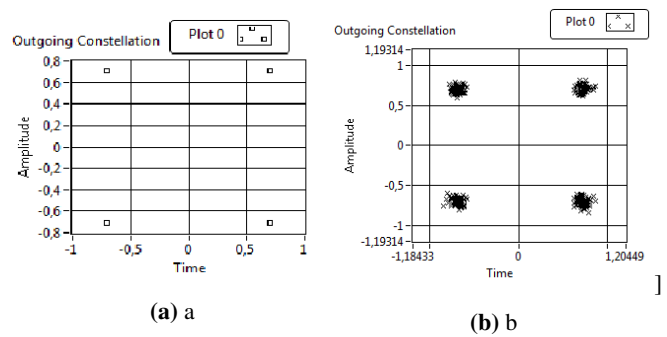 Outgoing Constellation
Plot 0
0,8
0,6
0,4
0,2
0
-0,2
-0,4
-0,6
-0,8
Amplitude
-1
-0,5
0
0,5
1
Time
(a) a
Outgoing Constellation
Plot 0
1,19314
1
0,5
0
-0,5
-1
-1,19314
Amplitude
-1,18433
0
1,20449
Time
]
(b) b